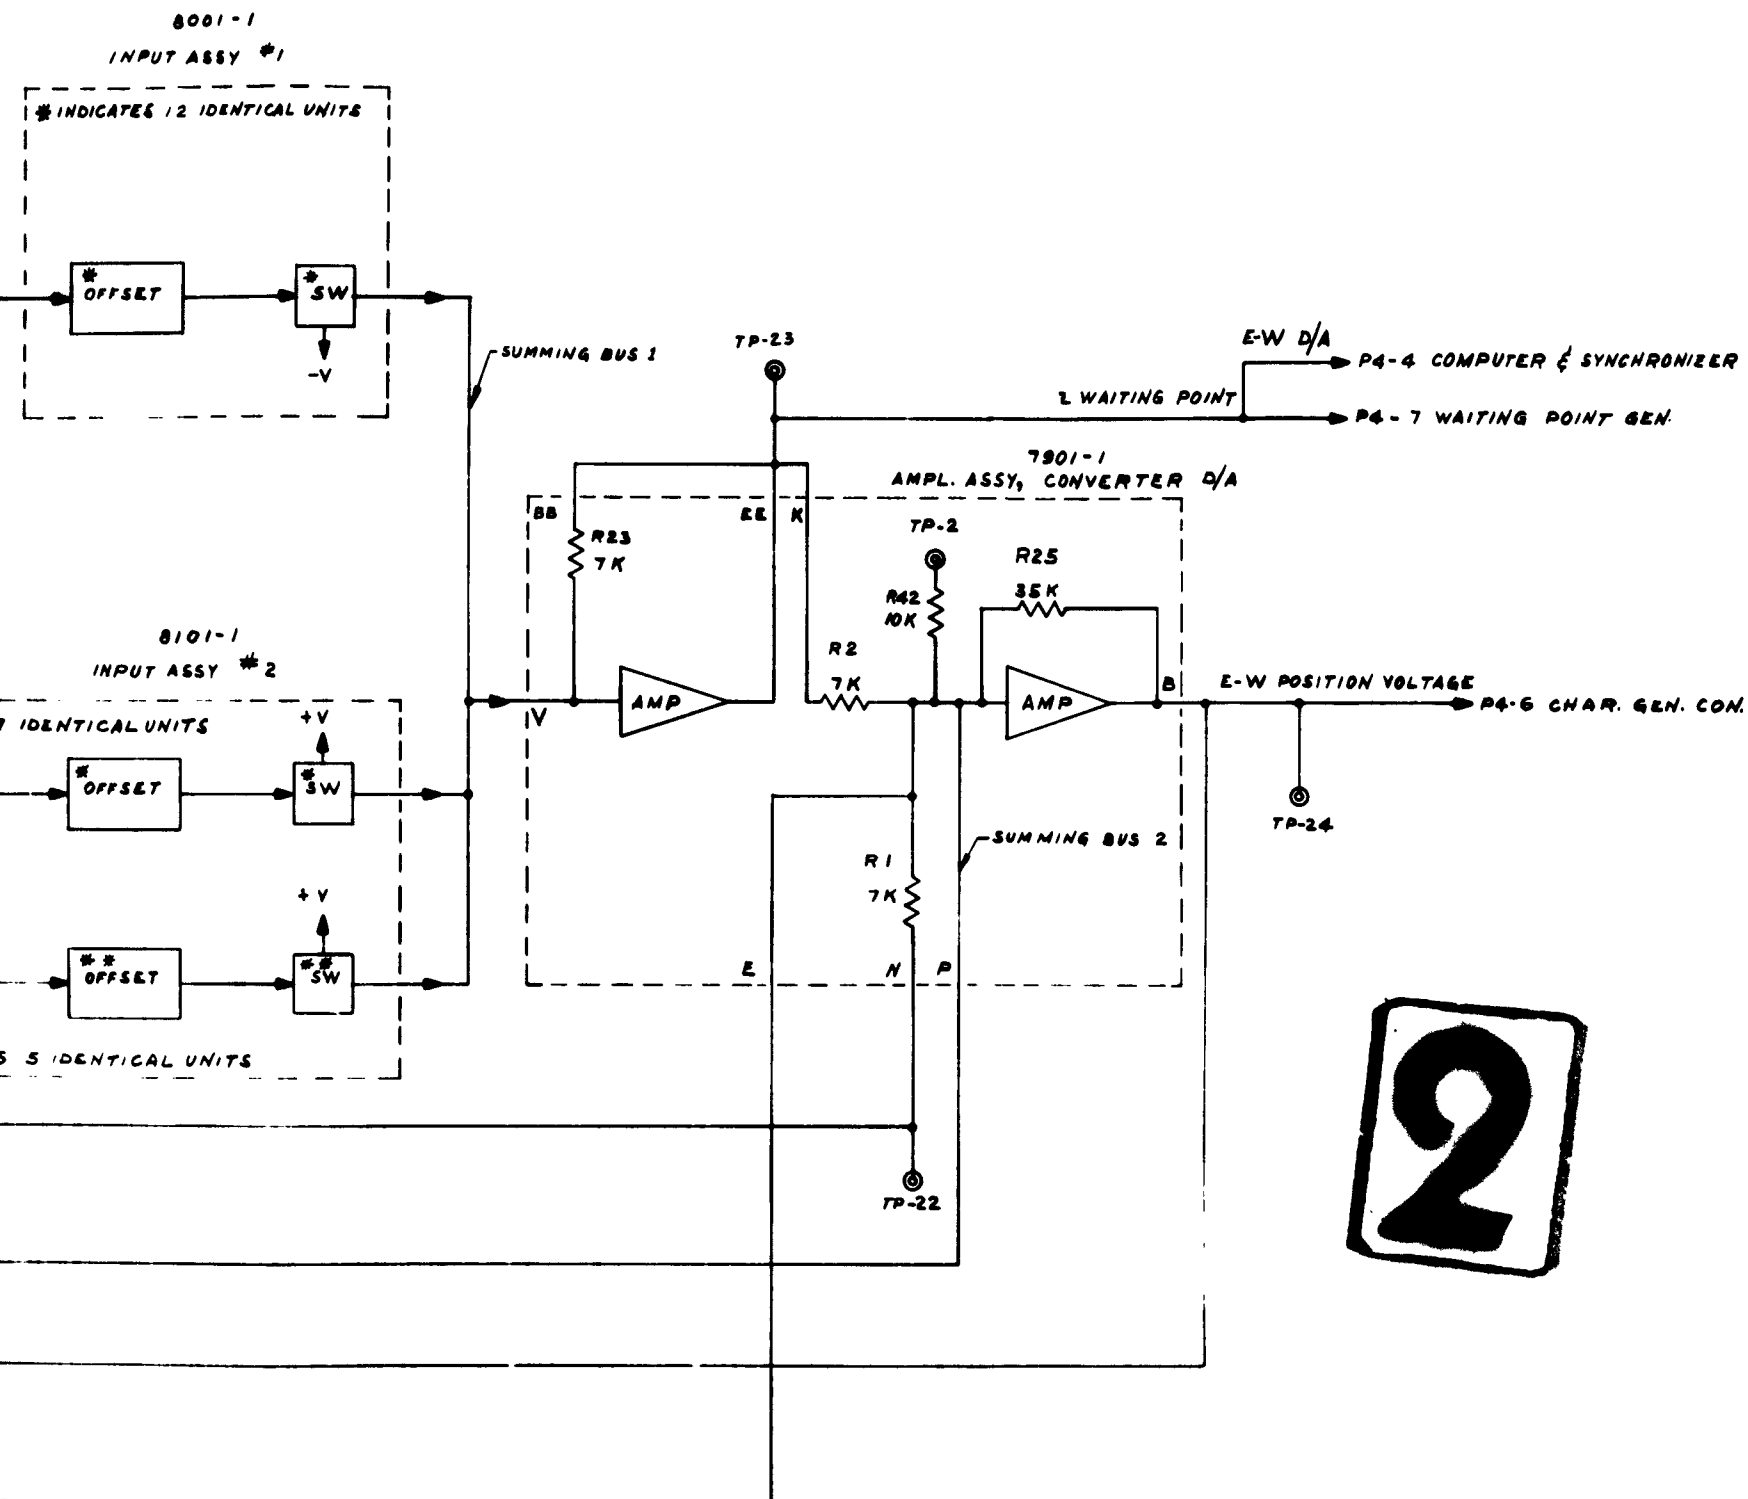 8001-1
INPUT ASSY #1
* INDICATES 12 IDENTICAL UNITS
*
OFFSET
*
SW
-V
SUMMING BUS 1
TP-23
E-W D/A
P4-4 COMPUTER & SYNCHRONIZER
WAITING POINT
P4-7 WAITING POINT GEN.
7901-1
AMPL. ASSY, CONVERTER D/A
BB
EE
K
R23
7K
TP-2
R42
10K
R25
35K
R2
7K
AMP
AMP
V
B
E-W POSITION VOLTAGE
P4-6 CHAR. GEN. CON.
TP-24
8101-1
INPUT ASSY #2
IDENTICAL UNITS
+V
*
OFFSET
*
SW
+V
**
OFFSET
**
SW
5 IDENTICAL UNITS
SUMMING BUS 2
R1
7K
E
N
P
TP-22
2